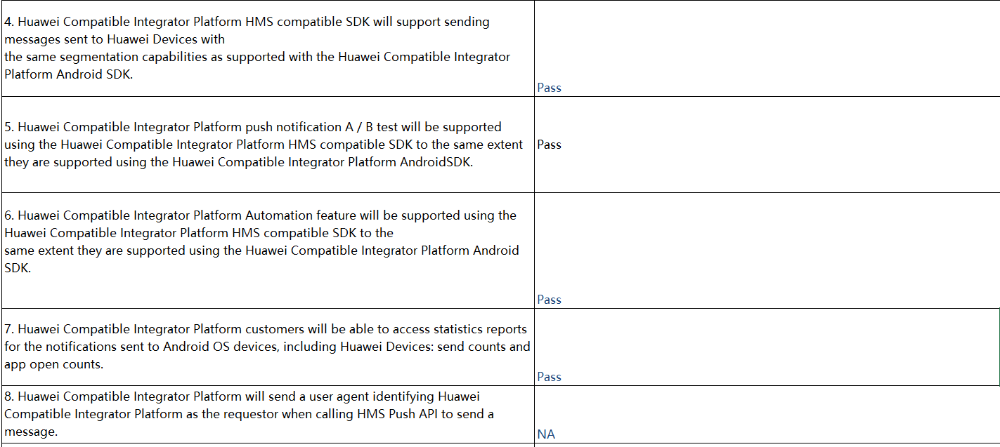 4. Huawei Compatible Integrator Platform HMS compatible SDK will support sending
messages sent to Huawei Devices with
the same segmentation capabilities as supported with the Huawei Compatible Integrator
Platform Android SDK.
Pass
5. Huawei Compatible Integrator Platform push notification A / B test will be supported
using the Huawei Compatible Integrator Platform HMS compatible SDK to the same extent
they are supported using the Huawei Compatible Integrator Platform AndroidSDK.
Pass
6. Huawei Compatible Integrator Platform Automation feature will be supported using the
Huawei Compatible Integrator Platform HMS compatible SDK to the
same extent they are supported using the Huawei Compatible Integrator Platform Android
SDK.
Pass
7. Huawei Compatible Integrator Platform customers will be able to access statistics reports
for the notifications sent to Android OS devices, including Huawei Devices: send counts and
app open counts.
Pass
8. Huawei Compatible Integrator Platform will send a user agent identifying Huawei
Compatible Integrator Platform as the requestor when calling HMS Push API to send a
message.
NA